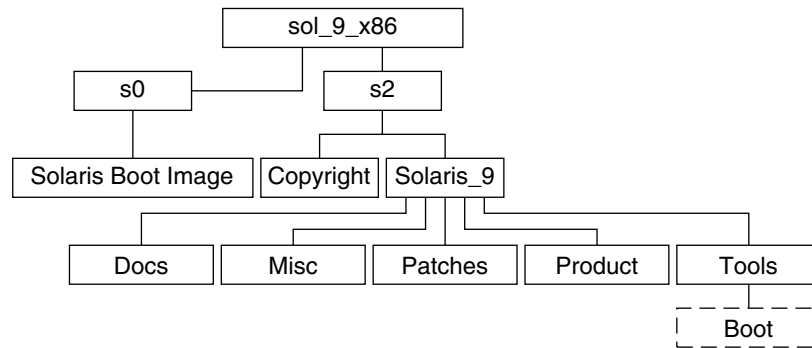 sol_9_x86
s0
s2
Solaris Boot Image
Copyright
Solaris_9
Docs
Misc
Patches
Product
Tools
Boot